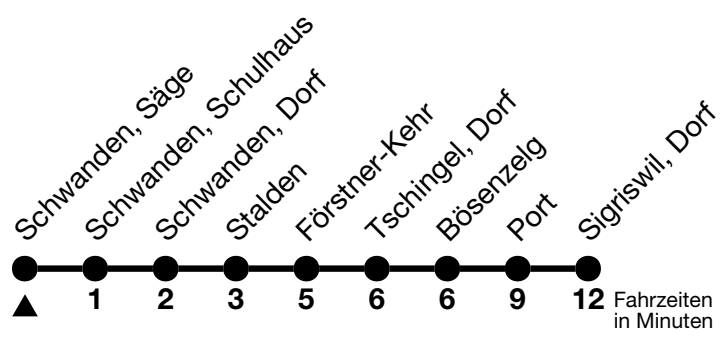 Schwanden, Säge
Schwanden, Schulhaus
Schwanden, Dorf
Stalden
Förstner-Kehr
Tschingel, Dorf
Bösenzelg
Port
Sigriswil, Dorf
1 2 3 5 6 6 9 12 Fahrzeiten
in Minuten